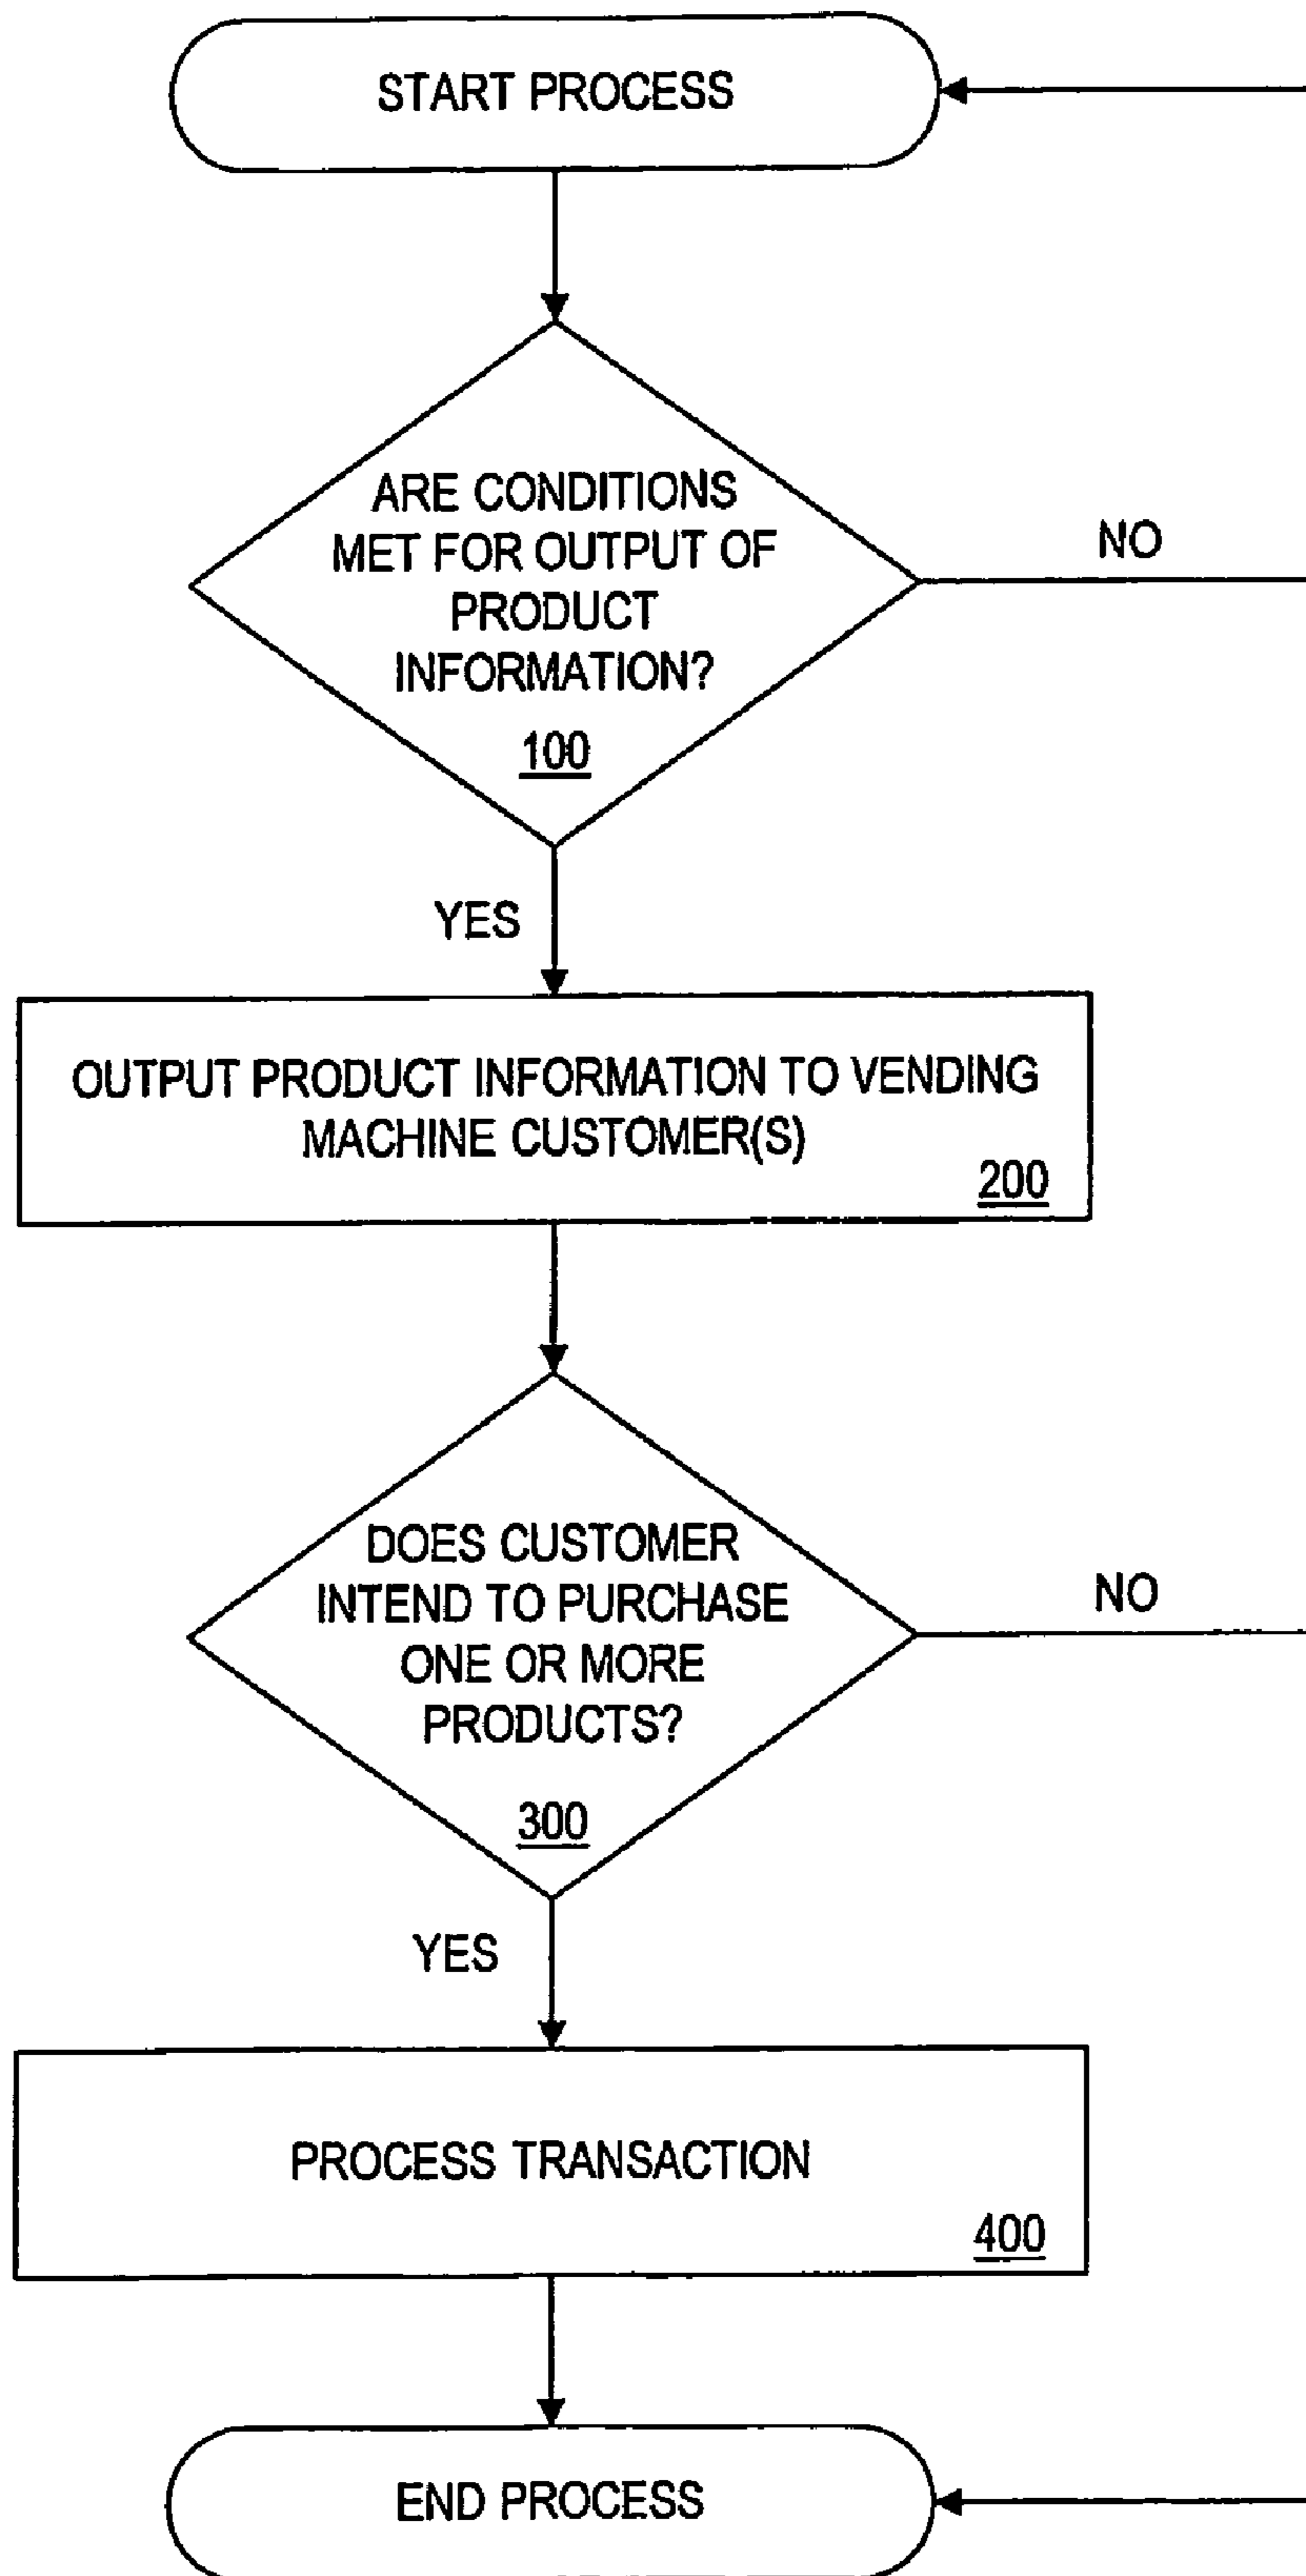 START PROCESS
ARE CONDITIONS
MET FOR OUTPUT OF
PRODUCT
INFORMATION?
100
NO
YES
OUTPUT PRODUCT INFORMATION TO VENDING
MACHINE CUSTOMER(S)
200
DOES CUSTOMER
INTEND TO PURCHASE
ONE OR MORE
PRODUCTS?
300
NO
YES
PROCESS TRANSACTION
400
END PROCESS